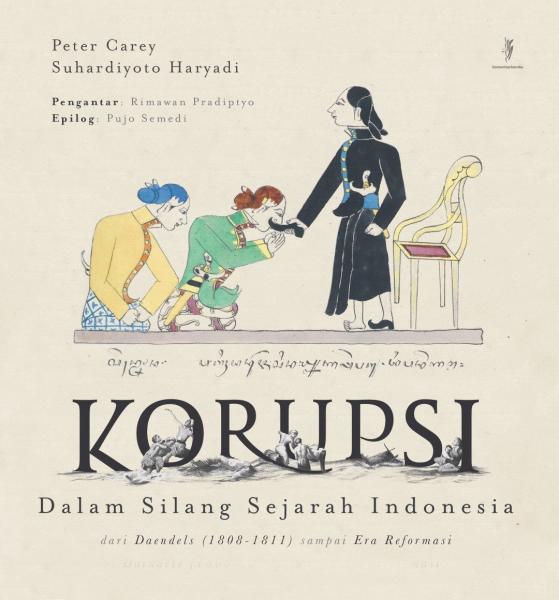 Peter Carey
Suhardiyoto Haryadi
Pengantar: Rimawan Pradiptyo
Epilog: Pujo Semedi
KORUPSI
Dalam Silang Sejarah Indonesia
dari Daendels (1808-1811) sampai Era Reformasi